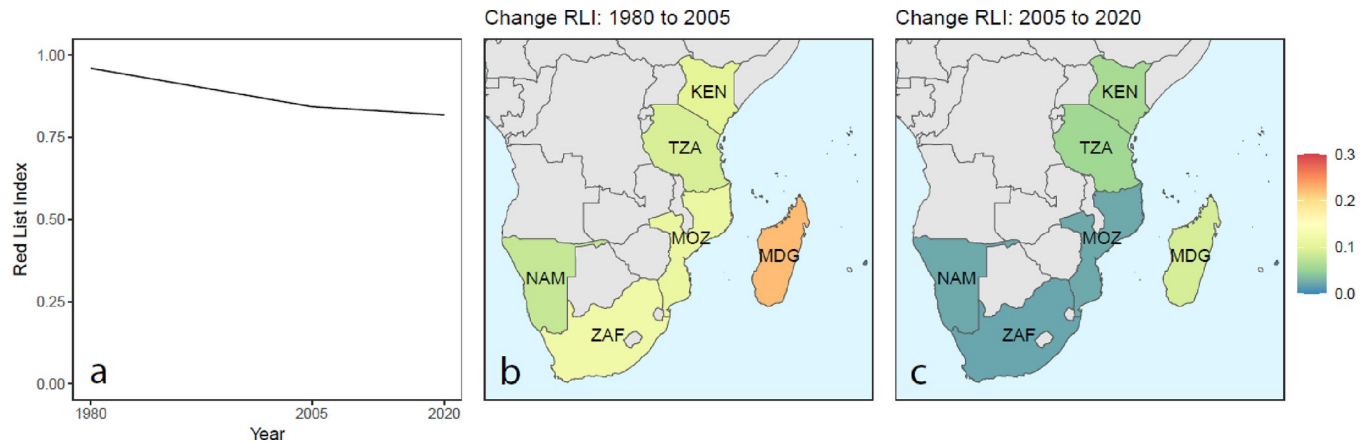 Change RLI: 1980 to 2005
Change RLI: 2005 to 2020
1.00
0.75
0.50
0.25
0.00
Red List Index
1980
2005
2020
Year
a
KEN
TZA
MOZ
MDG
NAM
ZAF
b
KEN
TZA
MOZ
MDG
NAM
ZAF
c
0.3
0.2
0.1
0.0